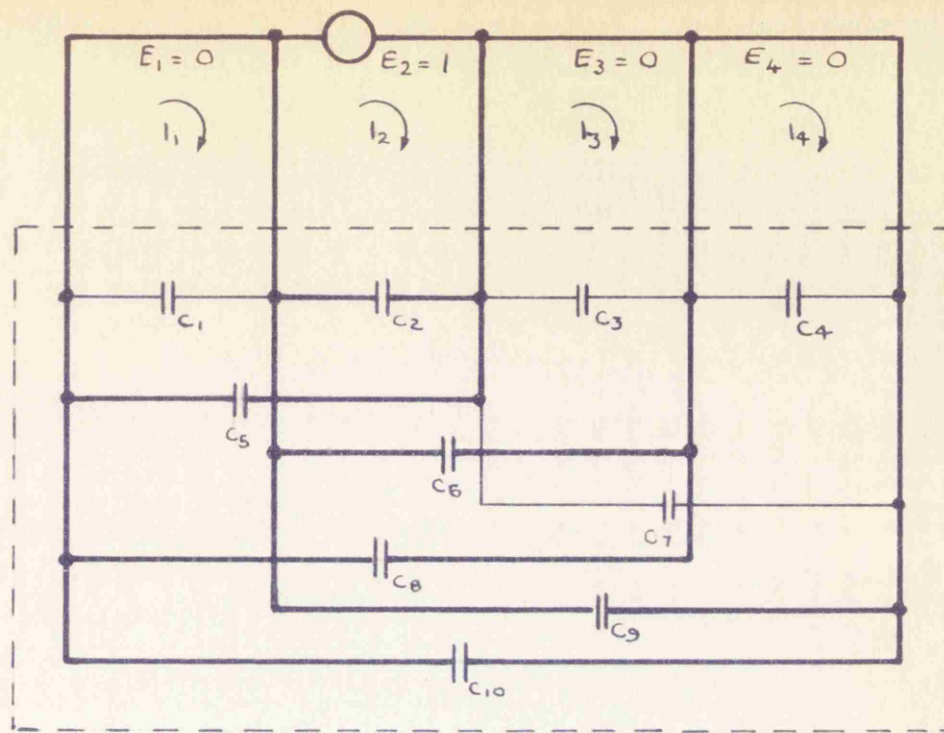 E₁ = 0 E₂ = 1 E₃ = 0 E₄ = 0
I₁ I₂ I₃ I₄
C₁ C₂ C₃ C₄
C₅
C₆
C₇
C₈
C₉
C₁₀